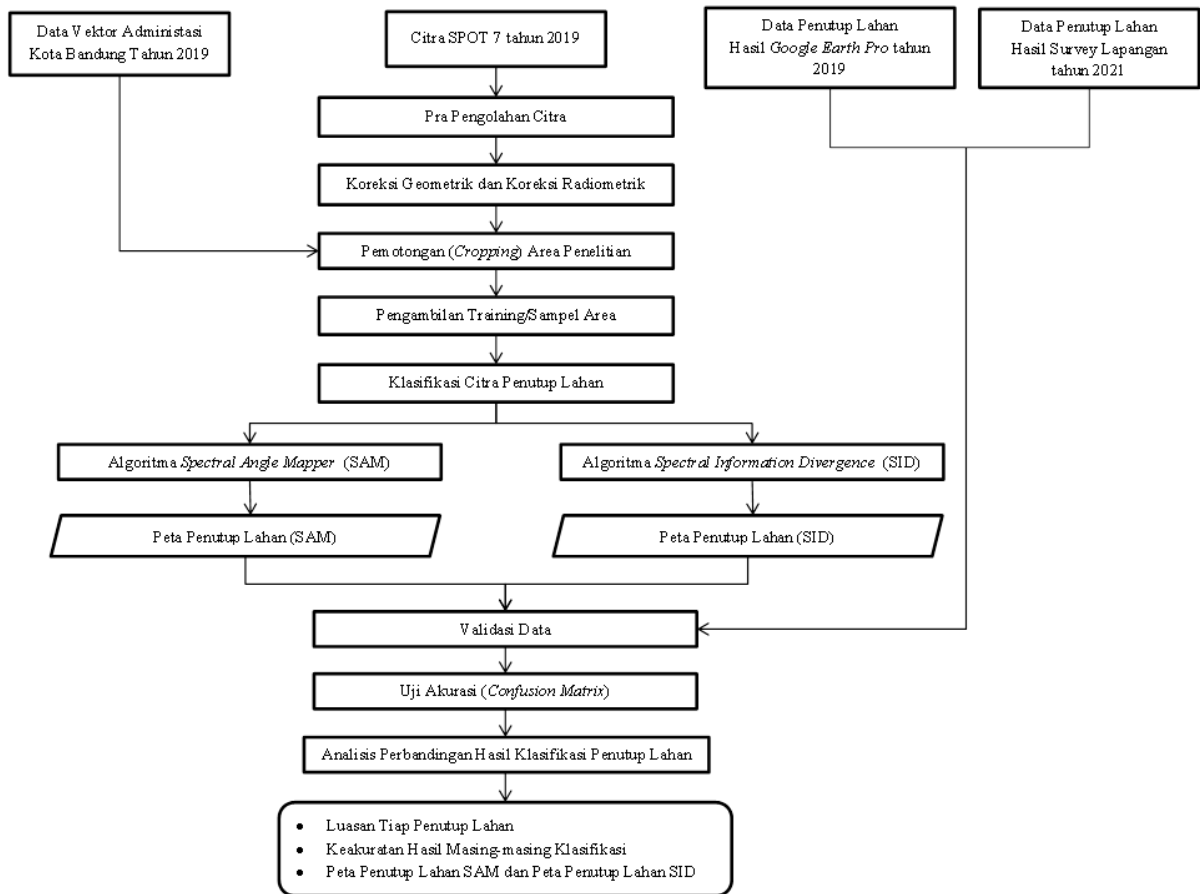 Data Vektor Administasi
Kota Bandung Tahun 2019
Citra SPOT 7 tahun 2019
Data Penutup Lahan
Hasil Google Earth Pro tahun
2019
Data Penutup Lahan
Hasil Survey Lapangan
tahun 2021
Pra Pengolahan Citra
Koreksi Geometrik dan Koreksi Radiometrik
Pemotongan (Cropping) Area Penelitian
Pengambilan Training/Sampel Area
Klasifikasi Citra Penutup Lahan
Algoritma Spectral Angle Mapper (SAM)
Algoritma Spectral Information Divergence (SID)
Peta Penutup Lahan (SAM)
Peta Penutup Lahan (SID)
Validasi Data
Uji Akurasi (Confusion Matrix)
Analisis Perbandingan Hasil Klasifikasi Penutup Lahan
• Luasan Tiap Penutup Lahan
• Keakuratan Hasil Masing-masing Klasifikasi
• Peta Penutup Lahan SAM dan Peta Penutup Lahan SID